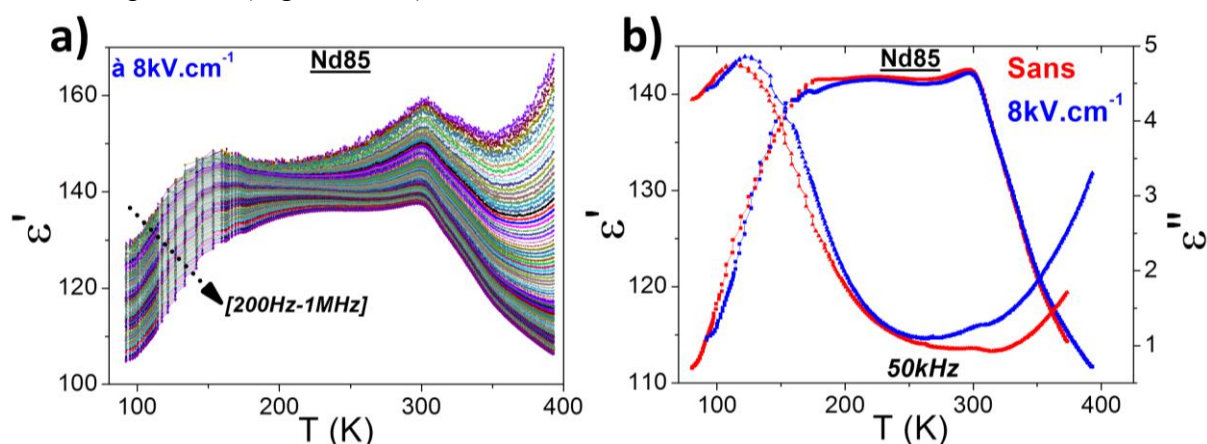 a)
à 8kV.cm-1
Nd85
160
140
120
100
ε'
[200Hz-1MHz]
100
200
300
400
T (K)
b)
Nd85
Sans
8kV.cm-1
140
130
120
110
ε'
5
4
3
2
1
ε"
50kHz
100
200
300
400
T (K)